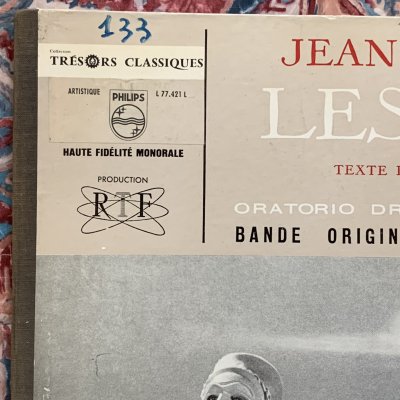 133
Collection
TRÉSORS CLASSIQUES
ARTISTIQUE
L 77.421 L
PHILIPS
HAUTE FIDÉLITÉ MONORALE
PRODUCTION
RTF
JEAN
LES
TEXTE
ORATORIO DR
BANDE ORIGIN